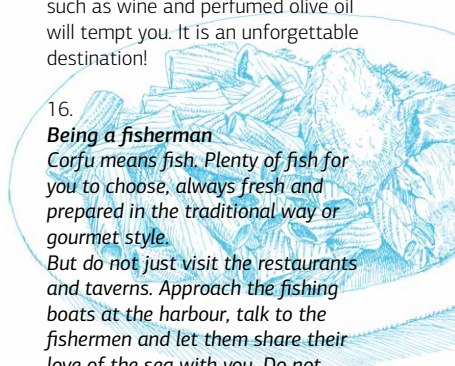 such as wine and perfumed olive oil
will tempt you. It is an unforgettable
destination!
16.
Being a fisherman
Corfu means fish. Plenty of fish for
you to choose, always fresh and
prepared in the traditional way or
gourmet style.
But do not just visit the restaurants
and taverns. Approach the fishing
boats at the harbour, talk to the
fishermen and let them share their
love of the sea with you. Do not